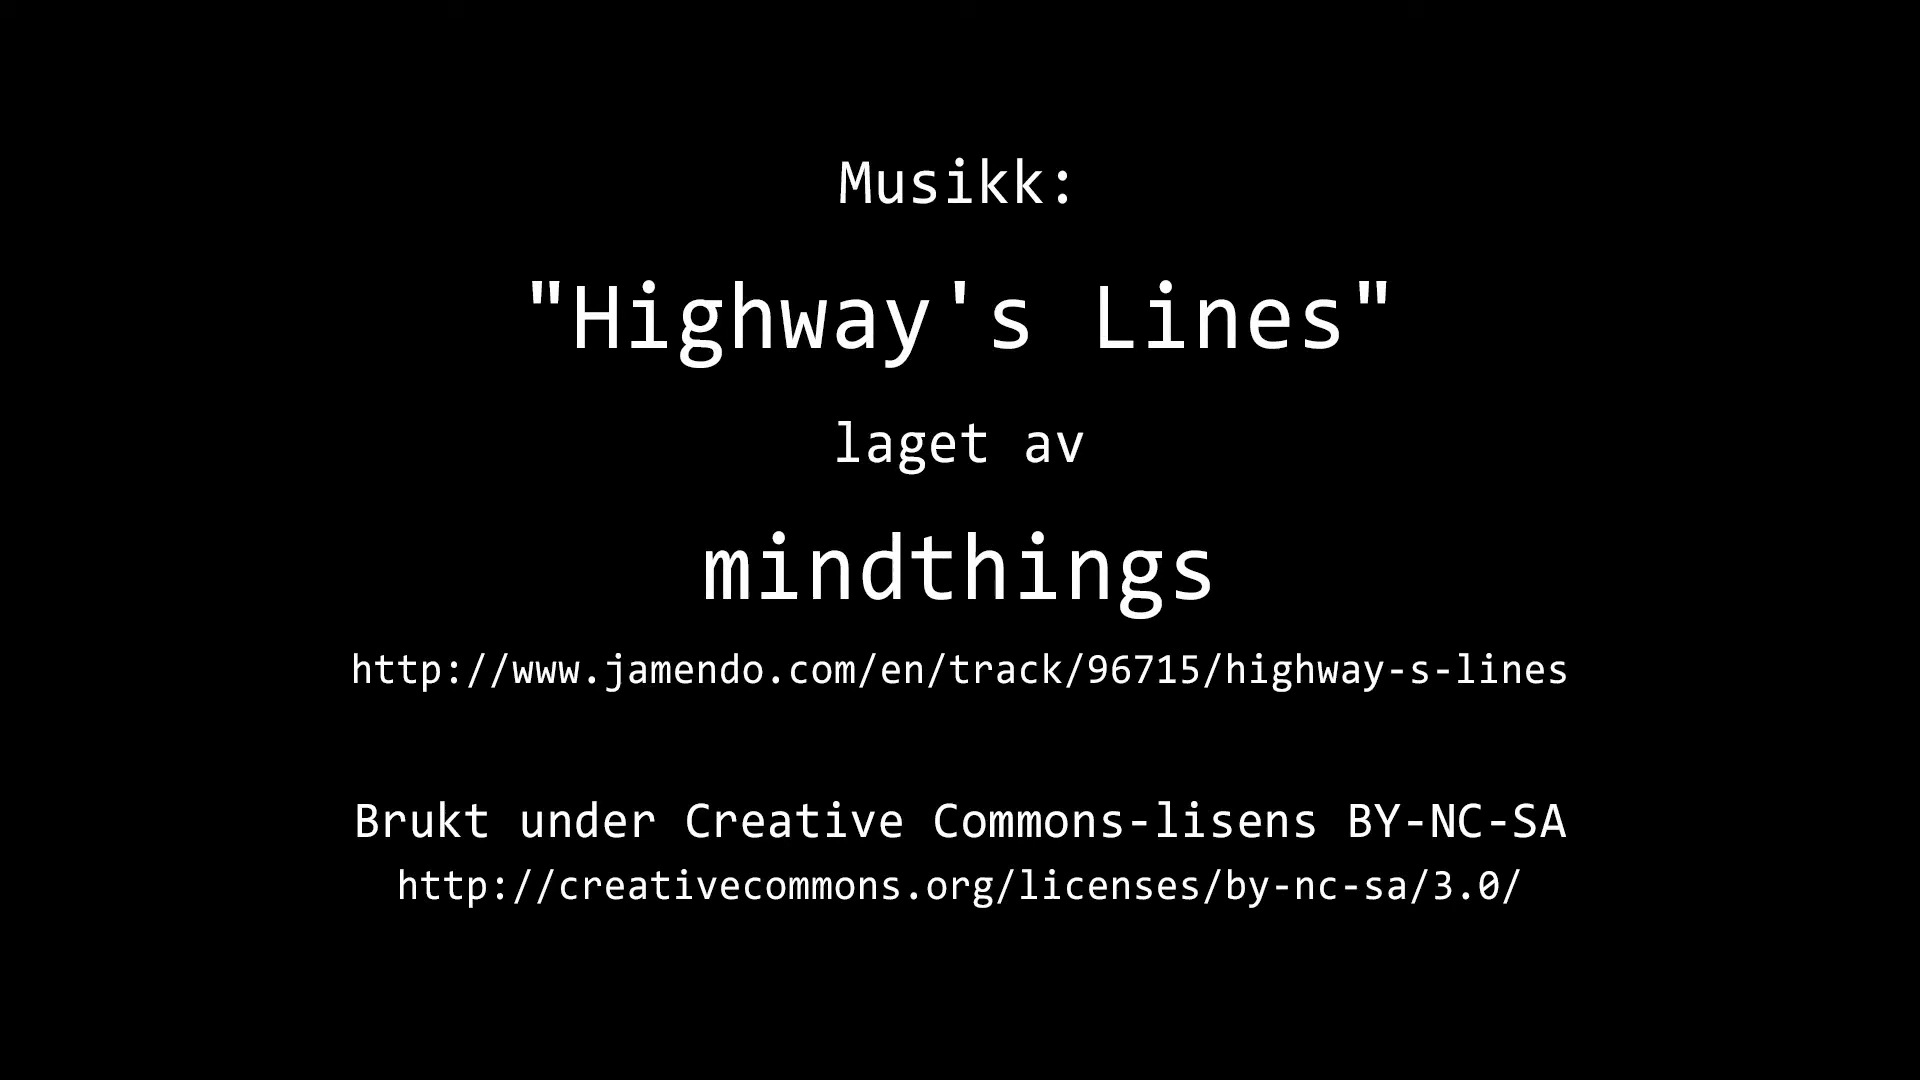 Musikk:
"Highway's Lines"
laget av
mindthings
http://www.jamendo.com/en/track/96715/highway-s-lines
Brukt under Creative Commons-lisens BY-NC-SA
http://creativecommons.org/licenses/by-nc-sa/3.0/